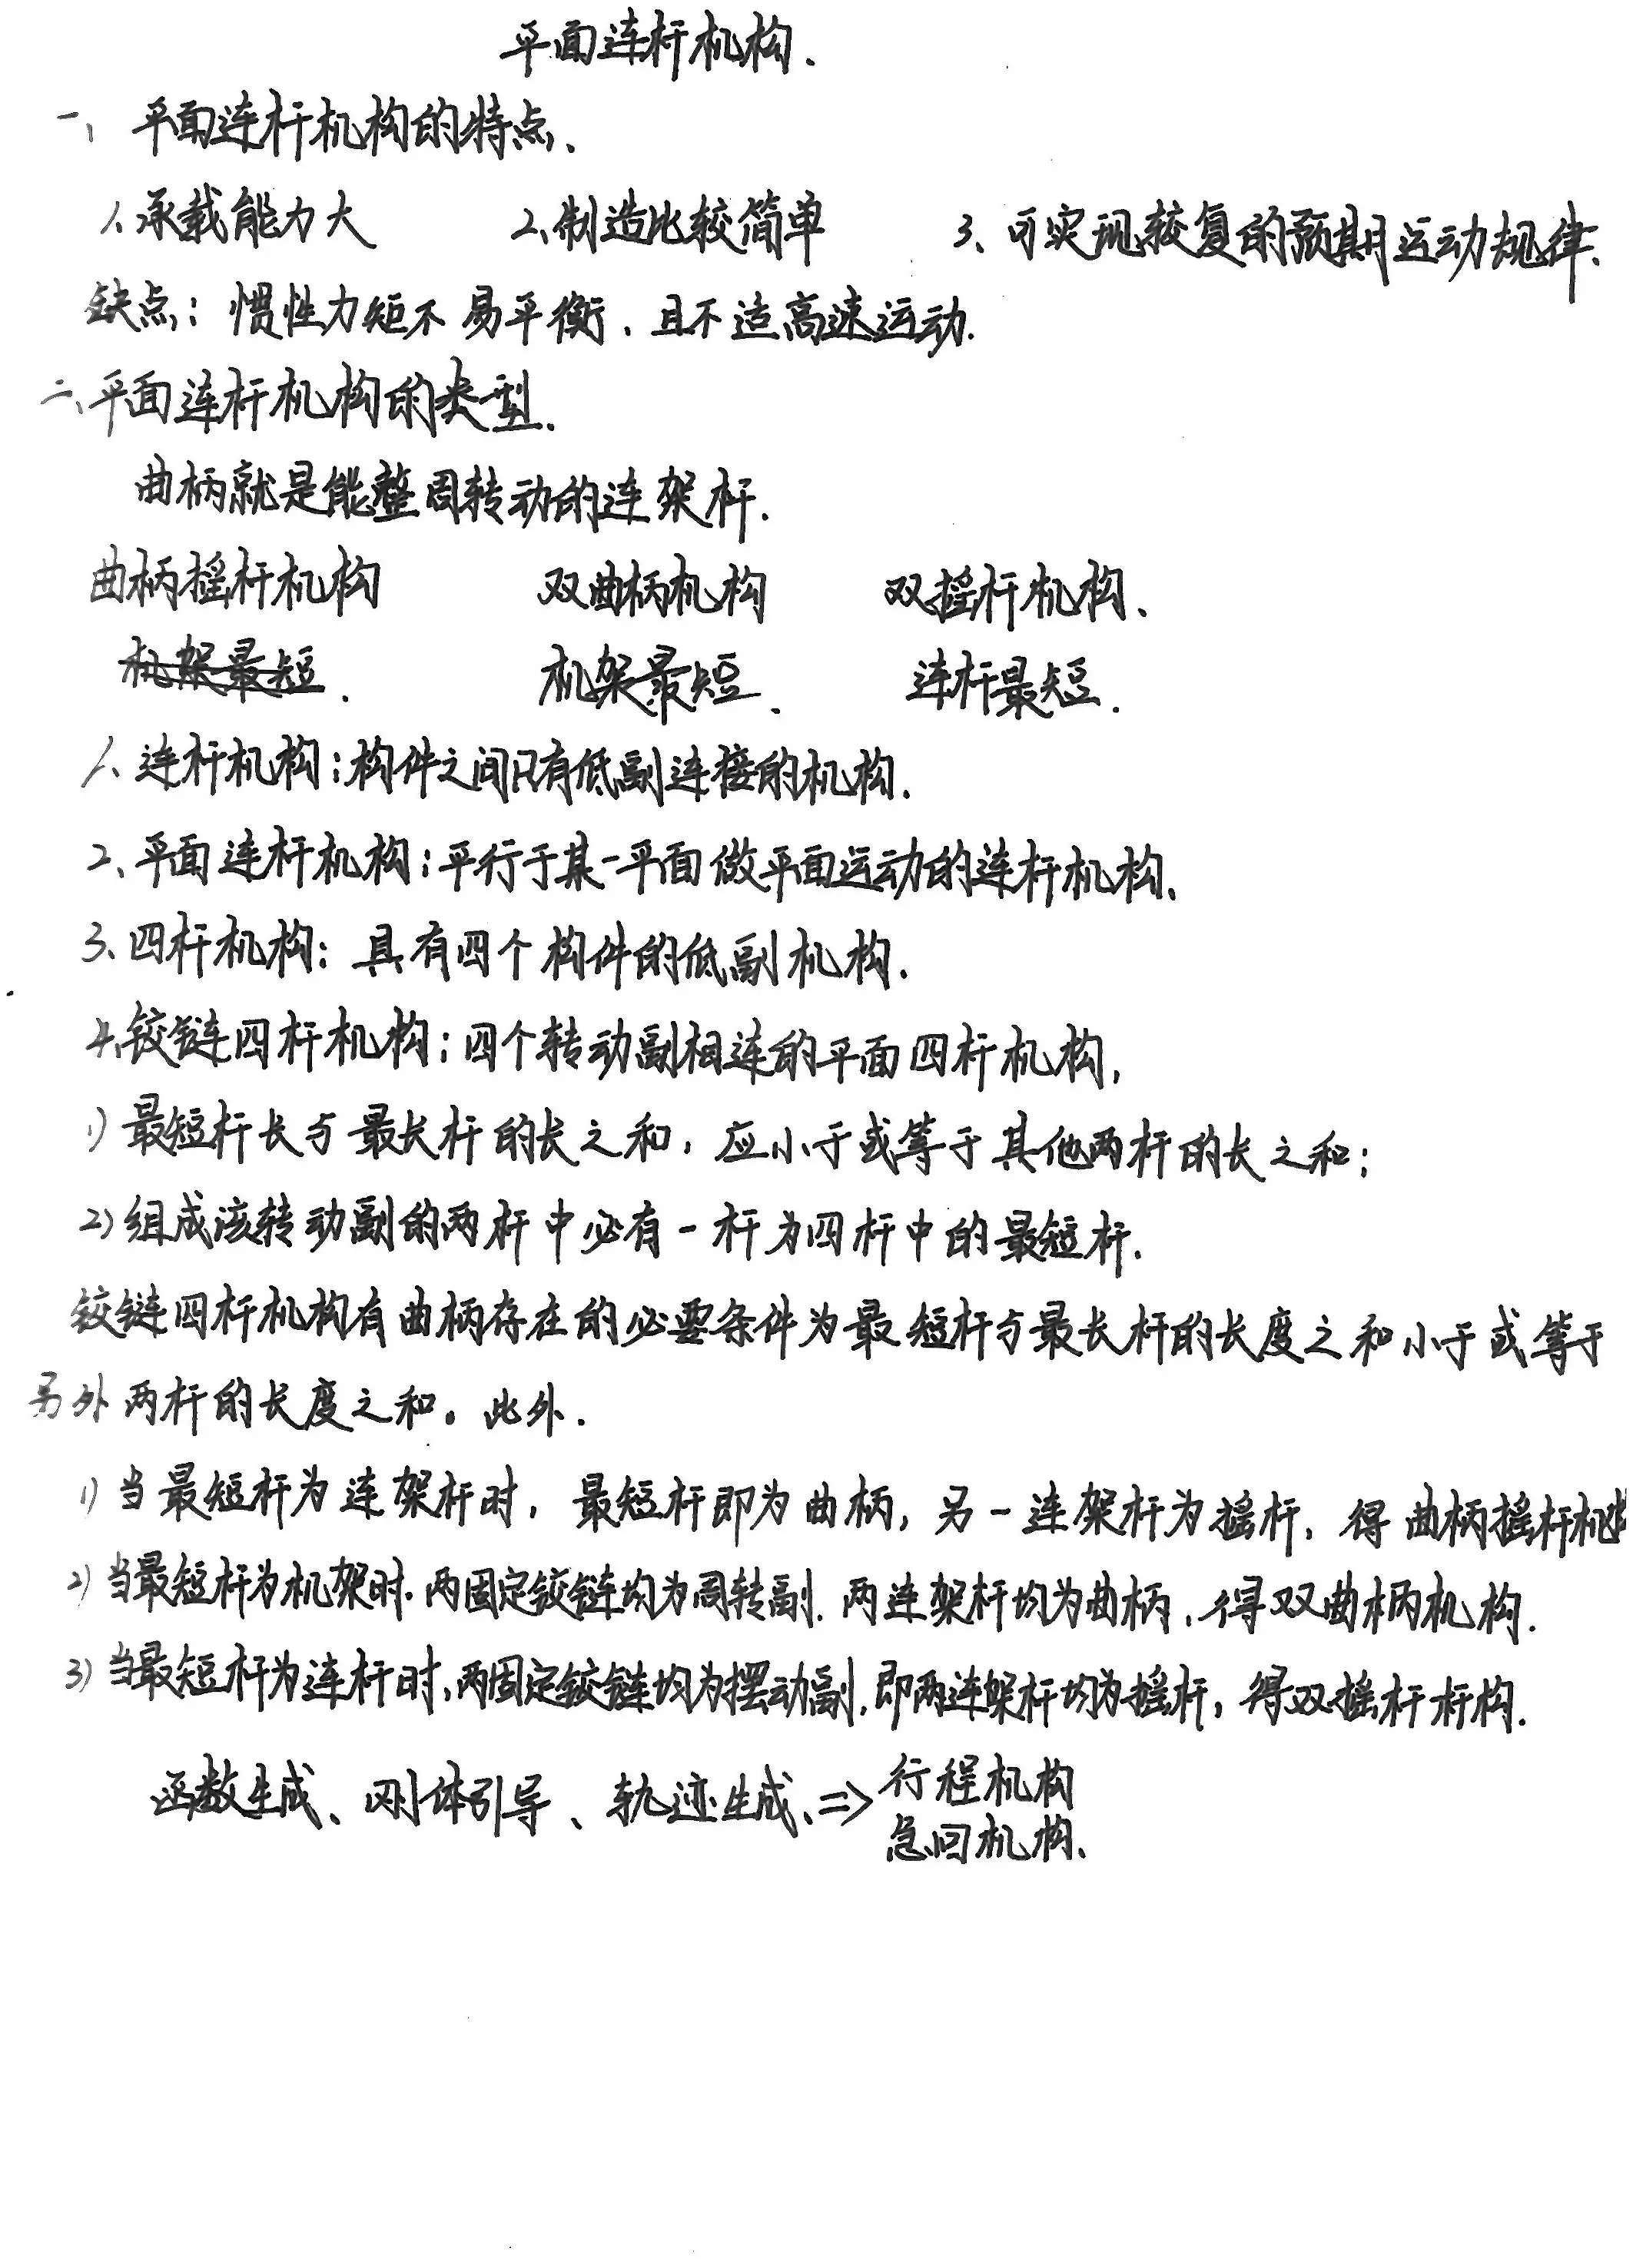 平面连杆机构.
一、平面连杆机构的特点、
1.承载能力大 2、制造比较简单 3、可实现较复的预期运动规律.
缺点：惯性力矩不易平衡、且不适高速运动.
二、平面连杆机构的类型.
曲柄就是能整周转动的连架杆.
曲柄摇杆机构 双曲柄机构 双摇杆机构、
机架最短. 机架最短. 连杆最短.
1、连杆机构：构件之间只有低副连接的机构.
2、平面连杆机构：平行于某一平面做平面运动的连杆机构、
3、四杆机构：具有四个构件的低副机构.
4、铰链四杆机构：四个转动副相连的平面四杆机构,
1）最短杆长与最长杆的长之和，应小于或等于其他两杆的长之和；
2）组成该转动副的两杆中必有一杆为四杆中的最短杆.
铰链四杆机构有曲柄存在的必要条件为最短杆与最长杆的长度之和小于或等于
另外两杆的长度之和。此外.
1）当最短杆为连架杆时，最短杆即为曲柄，另一连架杆为摇杆，得曲柄摇杆机构
2）当最短杆为机架时.两固定铰链均为周转副.两连架杆均为曲柄，得双曲柄机构.
3）当最短杆为连杆时,两固定铰链均为摆动副,即两连架杆均为摇杆，得双摇杆杆构.
函数生成、刚体引导、轨迹生成、=>行程机构
急回机构、